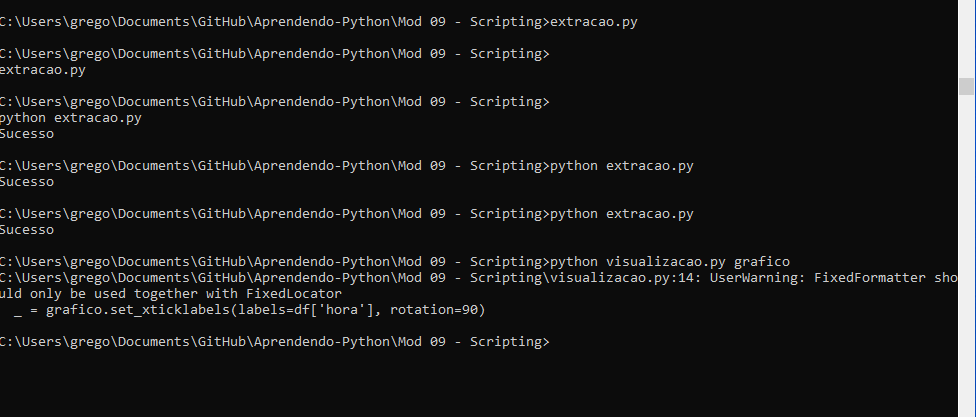 C:\Users\grego\Documents\GitHub\Aprendendo-Python\Mod 09 - Scripting>extracao.py
C:\Users\grego\Documents\GitHub\Aprendendo-Python\Mod 09 - Scripting>
extracao.py
C:\Users\grego\Documents\GitHub\Aprendendo-Python\Mod 09 - Scripting>
python extracao.py
Sucesso
C:\Users\grego\Documents\GitHub\Aprendendo-Python\Mod 09 - Scripting>python extracao.py
Sucesso
C:\Users\grego\Documents\GitHub\Aprendendo-Python\Mod 09 - Scripting>python extracao.py
Sucesso
C:\Users\grego\Documents\GitHub\Aprendendo-Python\Mod 09 - Scripting>python visualizacao.py grafico
C:\Users\grego\Documents\GitHub\Aprendendo-Python\Mod 09 - Scripting\visualizacao.py:14: UserWarning: FixedFormatter sho
uld only be used together with FixedLocator
  _ = grafico.set_xticklabels(labels=df['hora'], rotation=90)
C:\Users\grego\Documents\GitHub\Aprendendo-Python\Mod 09 - Scripting>